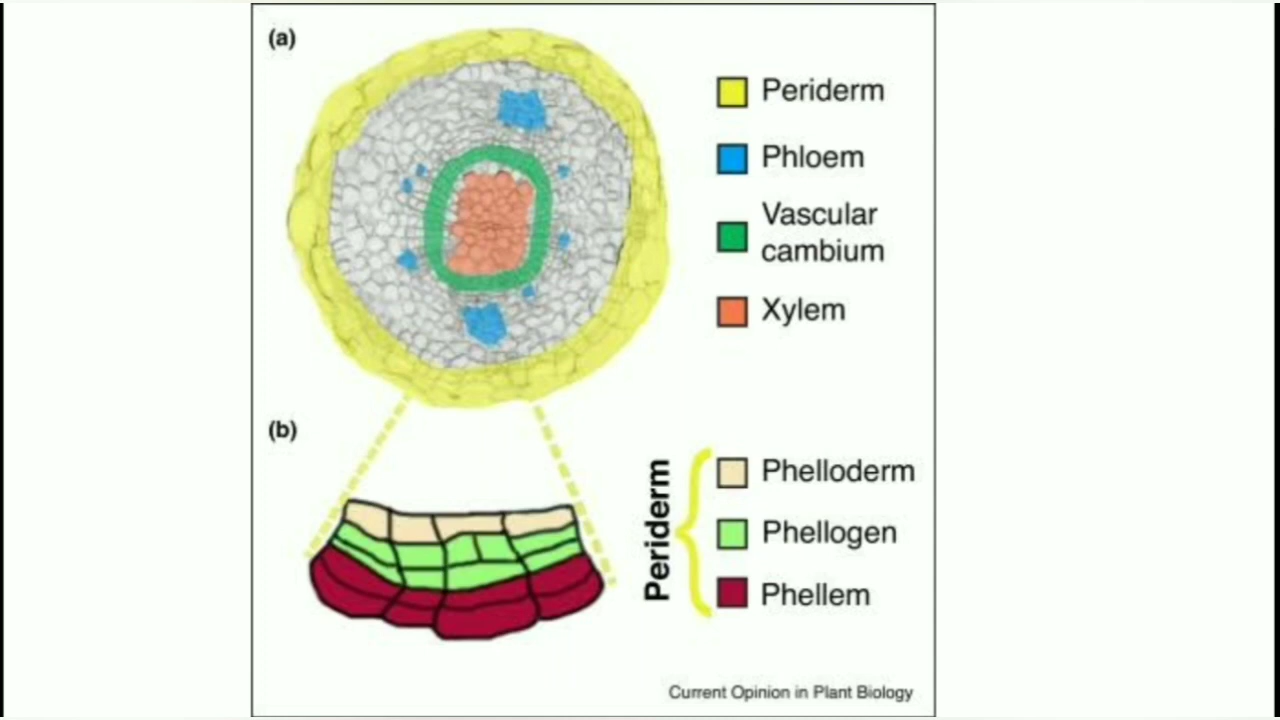 (a)
Periderm
Phloem
Vascular
cambium
Xylem
(b)
Periderm
Phelloderm
Phellogen
Phellem
Current Opinion in Plant Biology